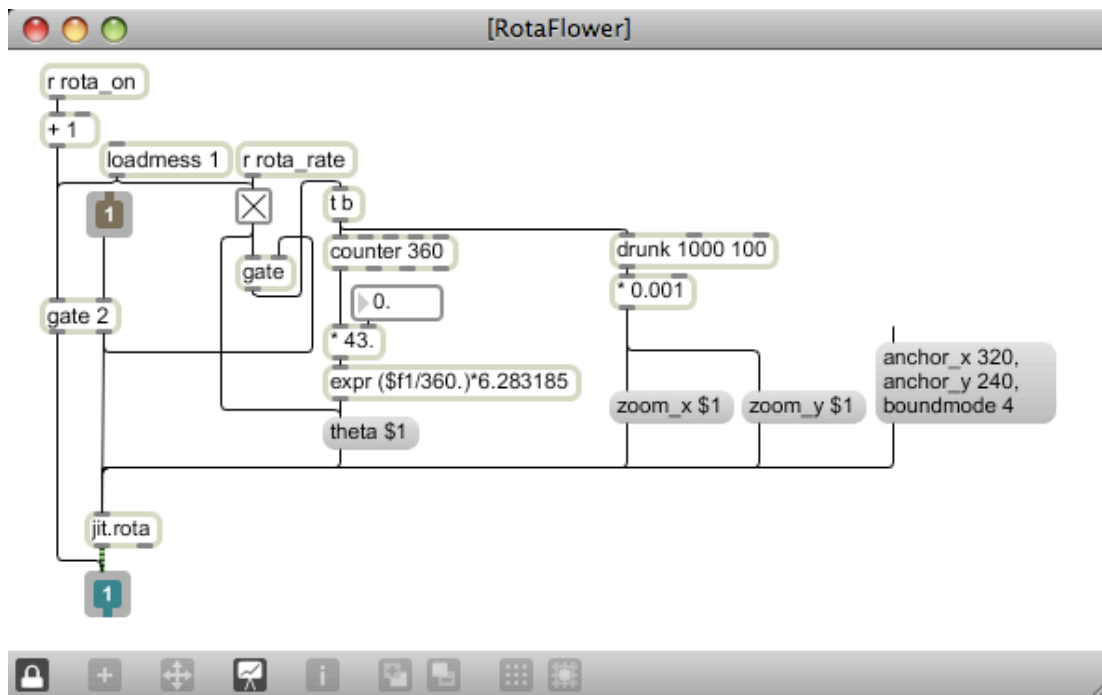 [RotaFlower]
r rota_on
+ 1
loadmess 1
r rota_rate
1
t b
counter 360
drunk 1000 100
gate
* 0.001
0.
gate 2
* 43.
anchor_x 320,
anchor_y 240,
boundmode 4
expr ($f1/360.)*6.283185
zoom_x $1
zoom_y $1
theta $1
jit.rota
1